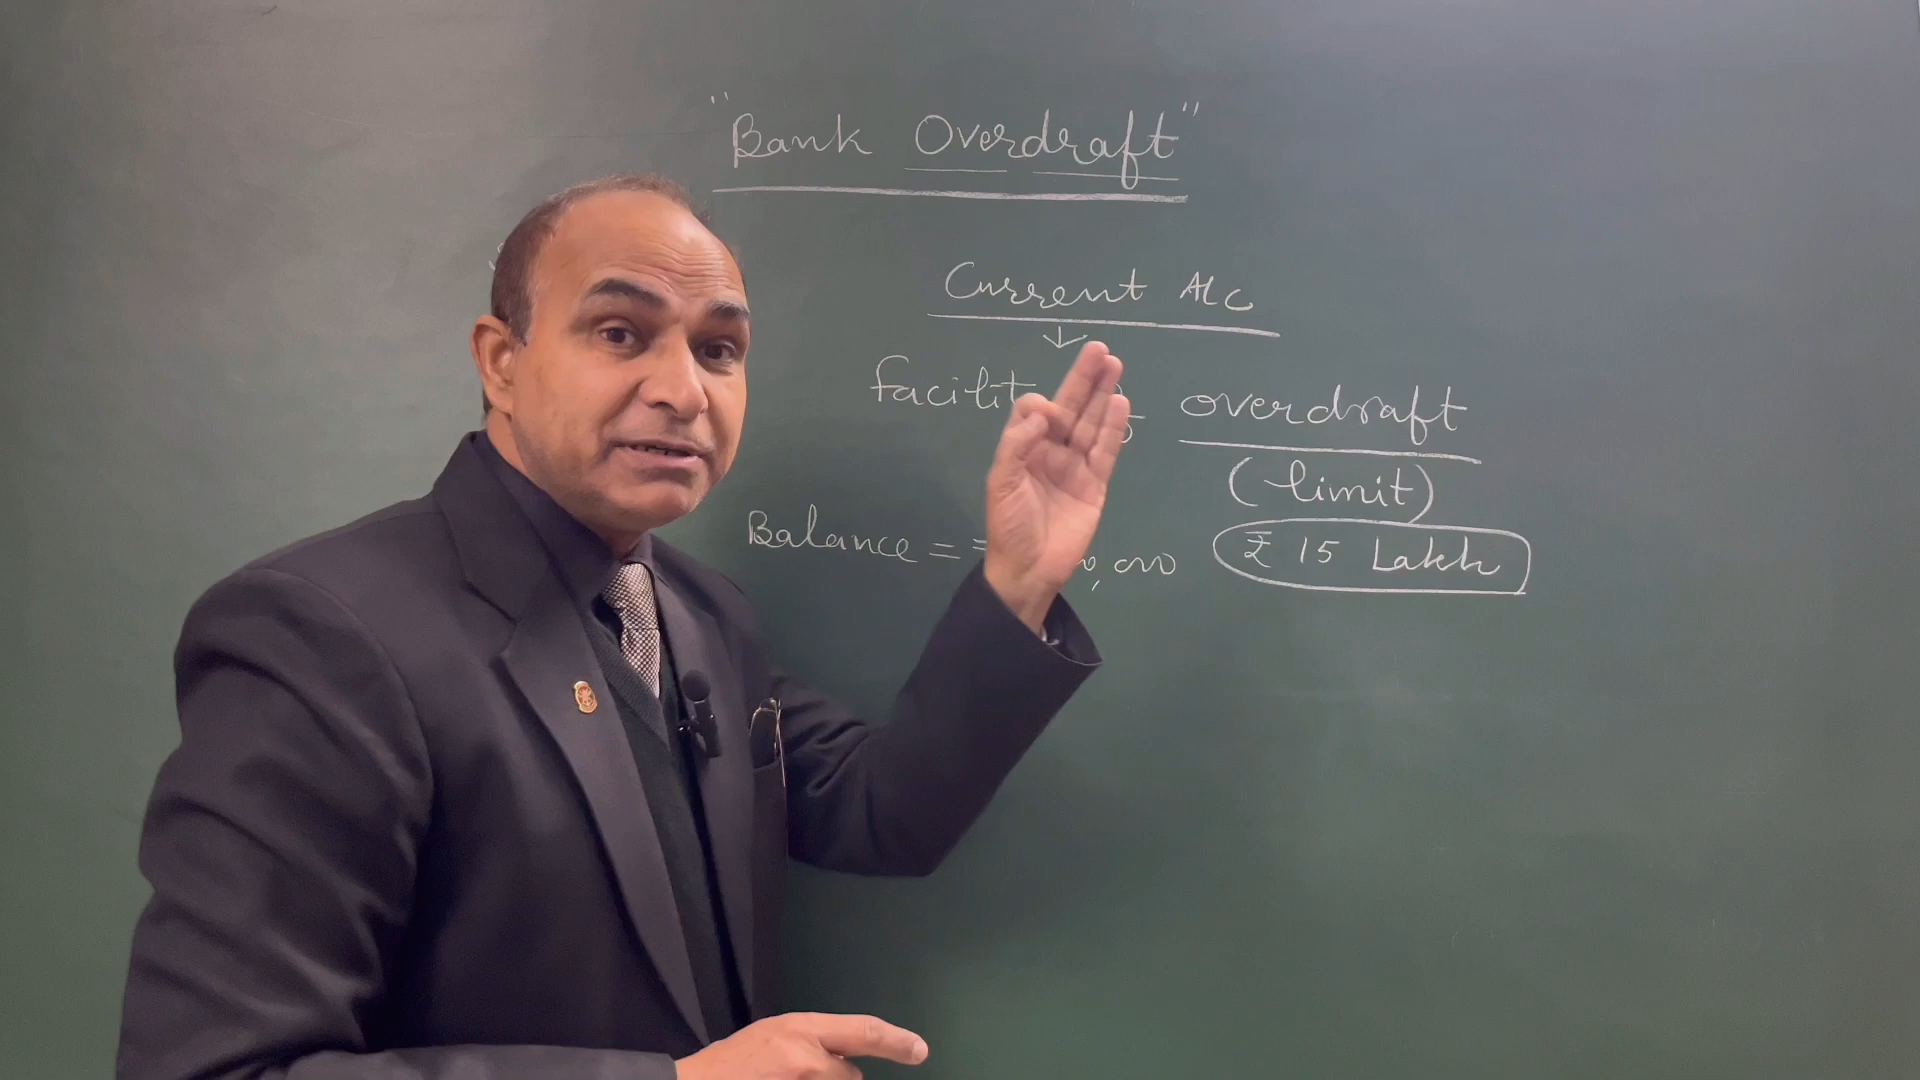 "Bank Overdraft"
Current A/c
overdraft
(limit)
Balance =
₹ 15 Lakh